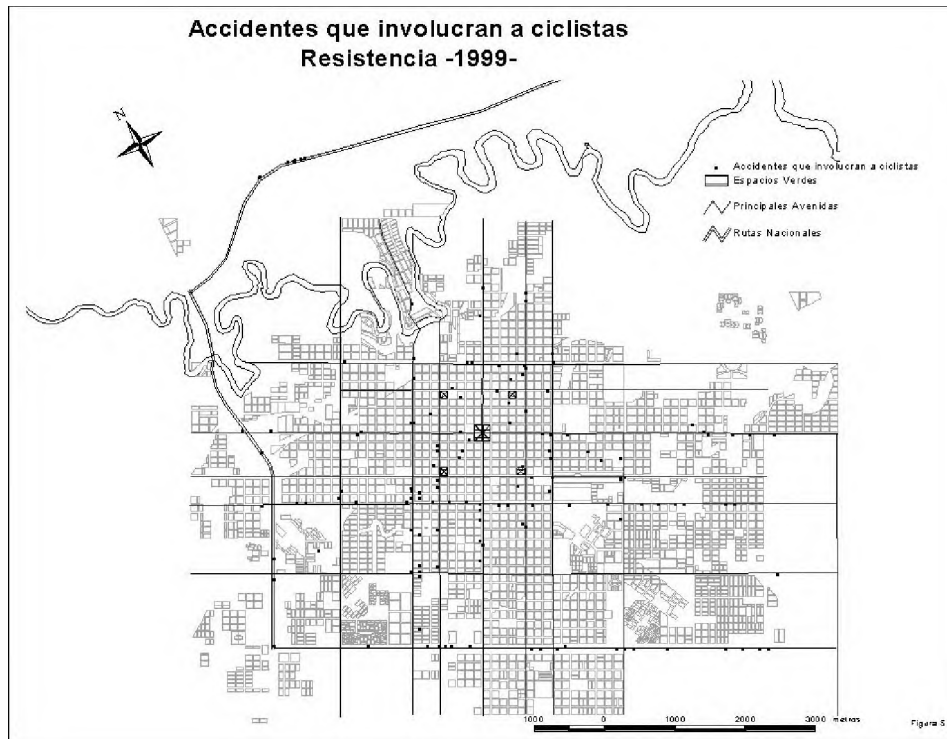 Accidentes que involucran a ciclistas
Resistencia -1999-
N
Accidentes que involucran a ciclistas
Espacios Verdes
Principales Avenidas
Rutas Nacionales
1000 0 1000 2000 3000 metros
Figura 5